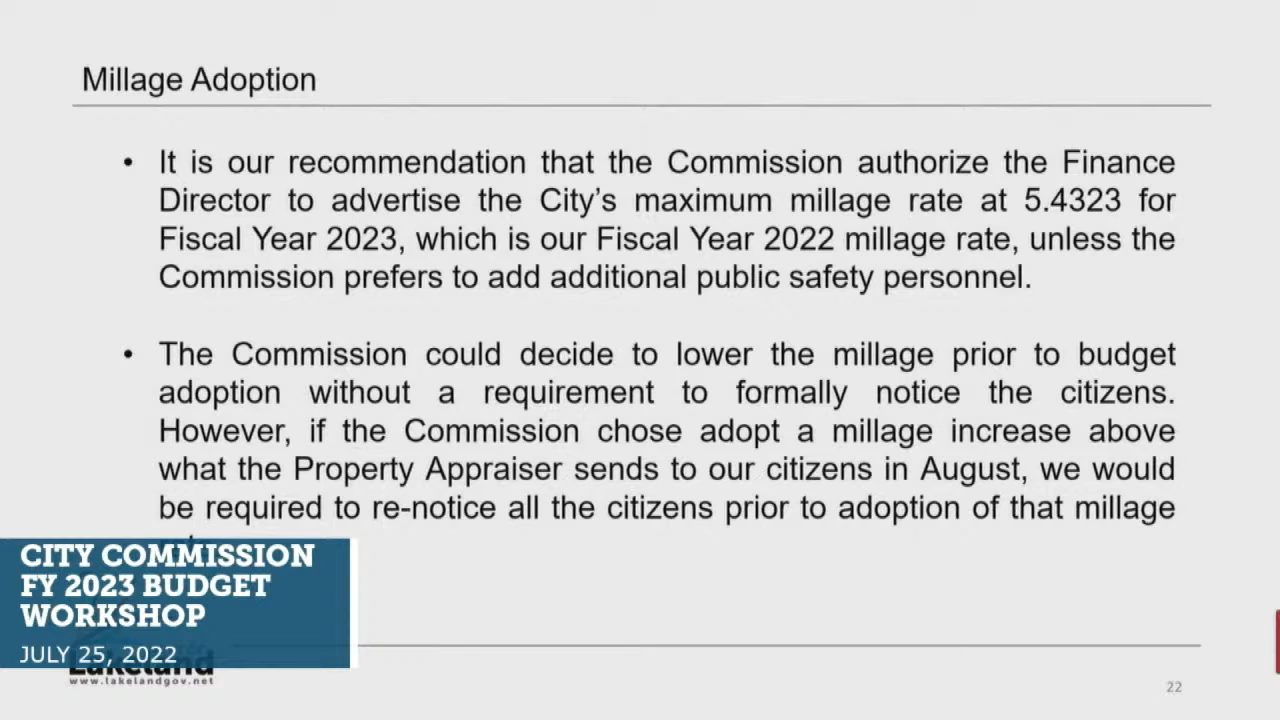 Millage Adoption
• It is our recommendation that the Commission authorize the Finance
Director to advertise the City’s maximum millage rate at 5.4323 for
Fiscal Year 2023, which is our Fiscal Year 2022 millage rate, unless the
Commission prefers to add additional public safety personnel.
• The Commission could decide to lower the millage prior to budget
adoption without a requirement to formally notice the citizens.
However, if the Commission chose adopt a millage increase above
what the Property Appraiser sends to our citizens in August, we would
be required to re-notice all the citizens prior to adoption of that millage
CITY COMMISSION
FY 2023 BUDGET
WORKSHOP
JULY 25, 2022
Lakeland
www.lakelandgov.net
22